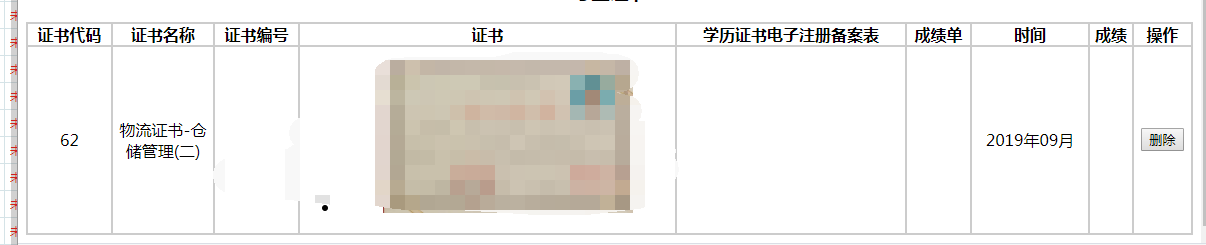 证书代码 证书名称 证书编号 证书 学历证书电子注册备案表 成绩单 时间 成绩 操作
62 物流证书-仓储管理(二) 2019年09月 删除